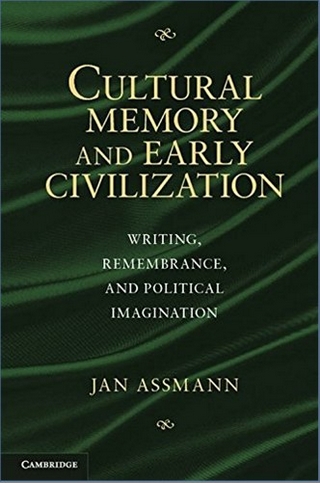 CULTURAL
MEMORY
AND EARLY
CIVILIZATION
WRITING,
REMEMBRANCE,
AND POLITICAL
IMAGINATION
JAN ASSMANN
CAMBRIDGE